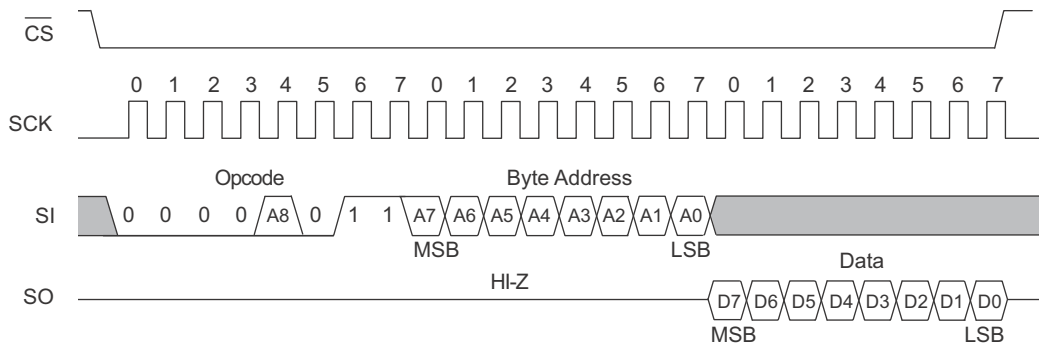 CS
0 1 2 3 4 5 6 7 0 1 2 3 4 5 6 7 0 1 2 3 4 5 6 7
SCK
Opcode Byte Address
SI 0 0 0 0 A8 0 1 1 A7 A6 A5 A4 A3 A2 A1 A0
MSB LSB
HI-Z Data
SO D7 D6 D5 D4 D3 D2 D1 D0
MSB LSB